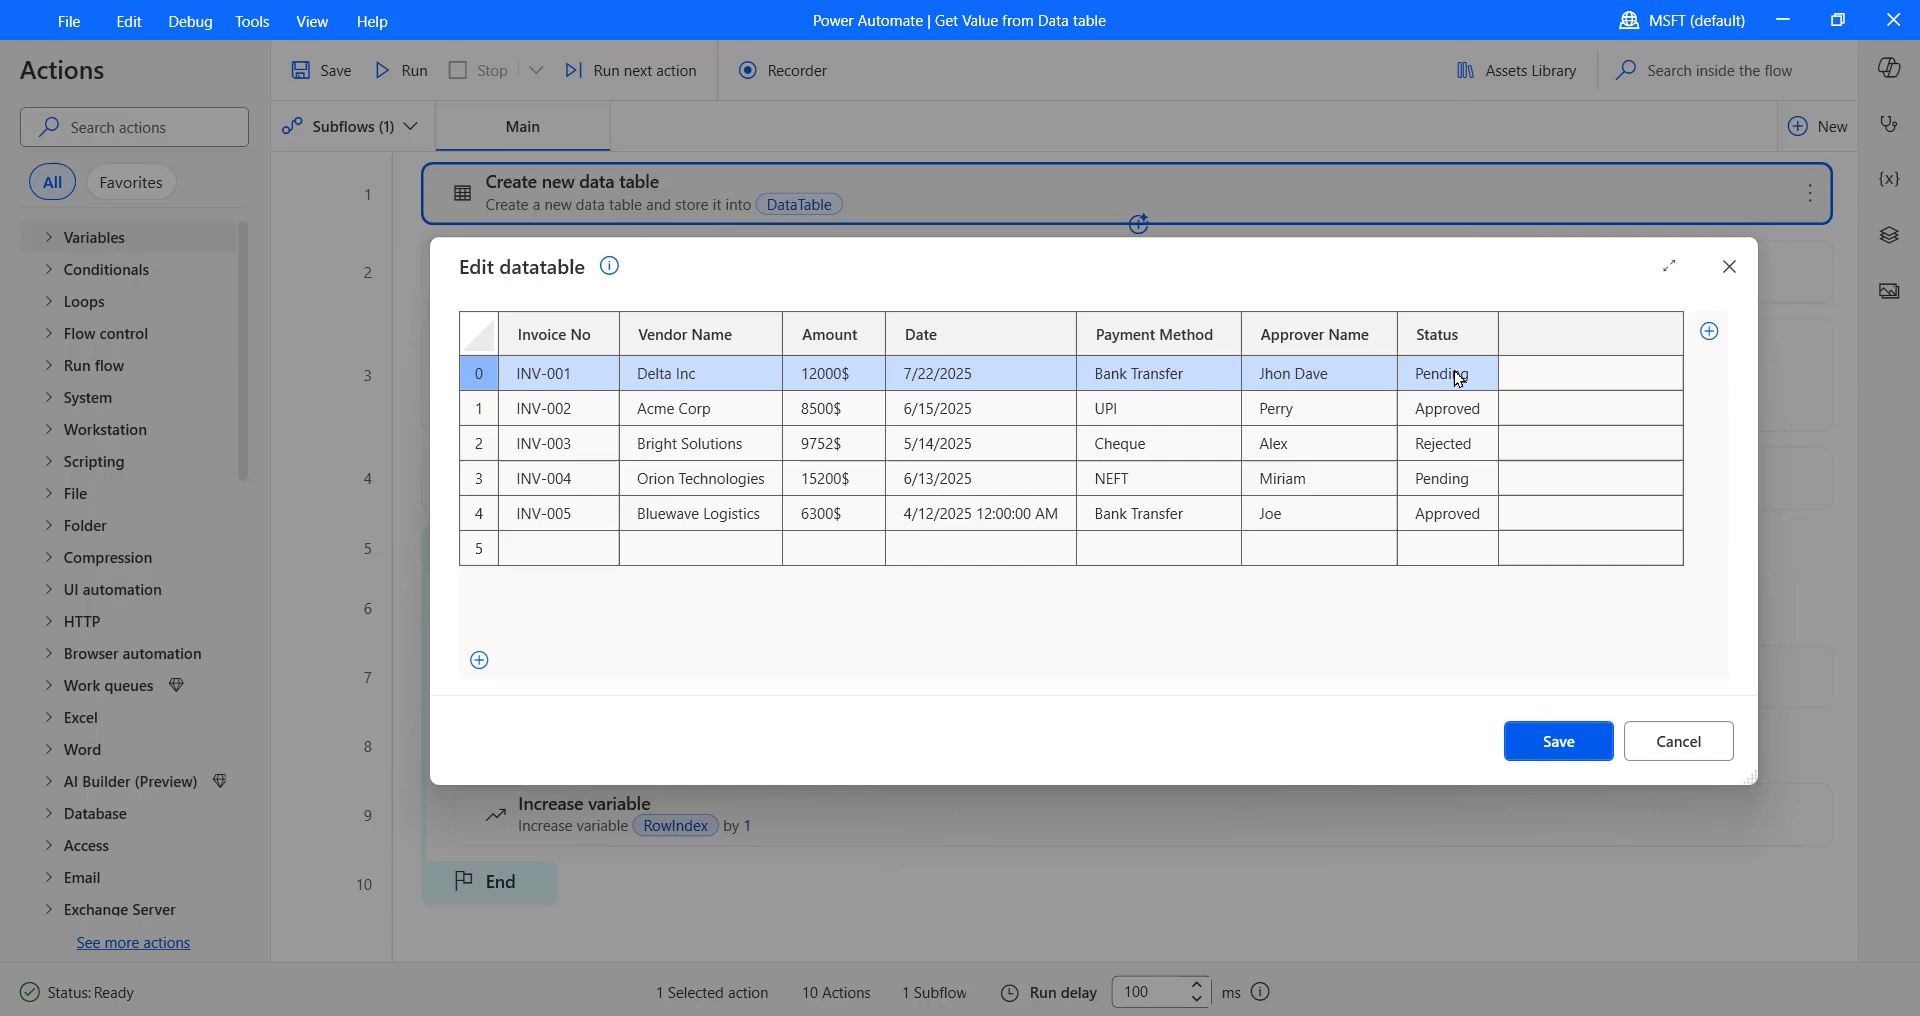 File Edit Debug Tools View Help Power Automate | Get Value from Data table MSFT (default)
Actions Save Run Stop Run next action Recorder Assets Library Search inside the flow
Search actions Subflows (1) Main New
All Favorites
1 Create new data table
Create a new data table and store it into DataTable
Variables
Conditionals
Loops
Flow control
Run flow
System
Workstation
Scripting
File
Folder
Compression
UI automation
HTTP
Browser automation
Work queues
Excel
Word
AI Builder (Preview)
Database
Access
Email
Exchange Server
See more actions
2
3
4
5
6
7
8
Edit datatable
Invoice No Vendor Name Amount Date Payment Method Approver Name Status
0 INV-001 Delta Inc 12000$ 7/22/2025 Bank Transfer Jhon Dave Pending
1 INV-002 Acme Corp 8500$ 6/15/2025 UPI Perry Approved
2 INV-003 Bright Solutions 9752$ 5/14/2025 Cheque Alex Rejected
3 INV-004 Orion Technologies 15200$ 6/13/2025 NEFT Miriam Pending
4 INV-005 Bluewave Logistics 6300$ 4/12/2025 12:00:00 AM Bank Transfer Joe Approved
5
Save Cancel
9 Increase variable
Increase variable RowIndex by 1
10 End
Status: Ready 1 Selected action 10 Actions 1 Subflow Run delay 100 ms